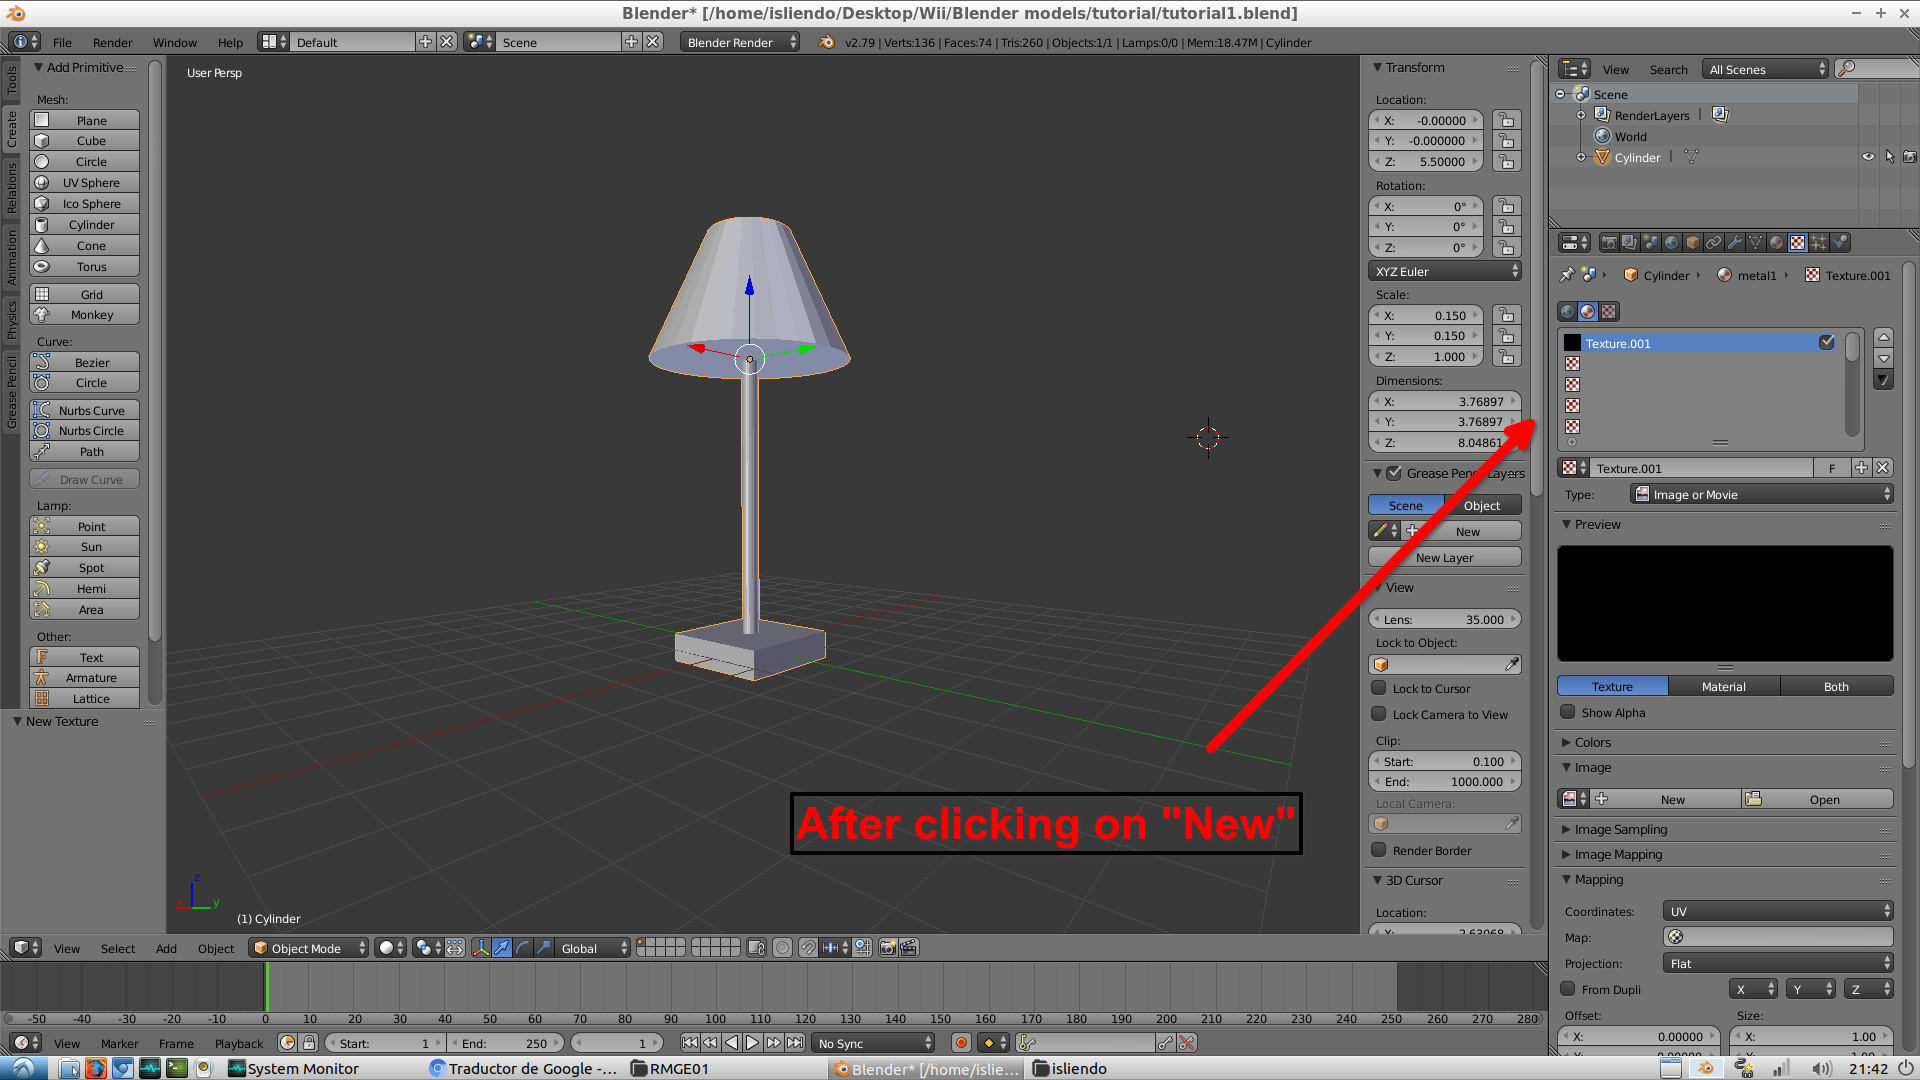 Blender* [/home/isliendo/Desktop/Wii/Blender models/tutorial/tutorial1.blend]
File Render Window Help Default Scene Blender Render v2.79 | Verts:136 | Faces:74 | Tris:260 | Objects:1/1 | Lamps:0/0 | Mem:18.47M | Cylinder
Tools
Create
Relations
Animation
Physics
Grease Pencil
Add Primitive
Mesh:
Plane
Cube
Circle
UV Sphere
Ico Sphere
Cylinder
Cone
Torus
Grid
Monkey
Curve:
Bezier
Circle
Nurbs Curve
Nurbs Circle
Path
Draw Curve
Lamp:
Point
Sun
Spot
Hemi
Area
Other:
Text
Armature
Lattice
New Texture
User Persp
After clicking on "New"
z
y
(1) Cylinder
Transform
Location:
X: -0.00000
Y: -0.000000
Z: 5.50000
Rotation:
X: 0°
Y: 0°
Z: 0°
XYZ Euler
Scale:
X: 0.150
Y: 0.150
Z: 1.000
Dimensions:
X: 3.76897
Y: 3.76897
Z: 8.04861
Grease Pencil Layers
Scene Object
New
New Layer
View
Lens: 35.000
Lock to Object:
Lock to Cursor
Lock Camera to View
Clip:
Start: 0.100
End: 1000.000
Local Camera:
Render Border
3D Cursor
Location:
View Search All Scenes
Scene
RenderLayers
World
Cylinder
Cylinder metal1 Texture.001
Texture.001
Texture.001 F
Type: Image or Movie
Preview
Texture Material Both
Show Alpha
Colors
Image
New Open
Image Sampling
Image Mapping
Mapping
Coordinates: UV
Map:
Projection: Flat
From Dupli X Y Z
Offset: Size:
X: 0.00000 X: 1.00
View Select Add Object Object Mode Global
-50 -40 -30 -20 -10 0 10 20 30 40 50 60 70 80 90 100 110 120 130 140 150 160 170 180 190 200 210 220 230 240 250 260 270 280
View Marker Frame Playback Start: 1 End: 250 1 No Sync
System Monitor Traductor de Google -... RMGE01 Blender* [/home/islie... isliendo 21:42